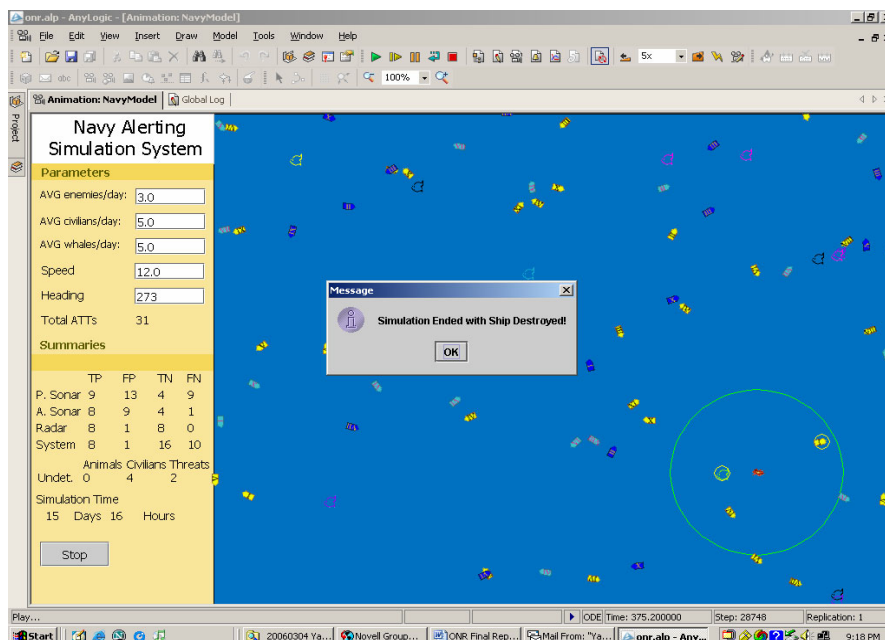 onr.alp - AnyLogic - [Animation: NavyModel]
File Edit View Insert Draw Model Tools Window Help
5x
abc 100%
Animation: NavyModel Global Log
Project
Navy Alerting
Simulation System
Parameters
AVG enemies/day: 3.0
AVG civilians/day: 5.0
AVG whales/day: 5.0
Speed 12.0
Heading 273
Total ATTs 31
Summaries
TP FP TN FN
P. Sonar 9 13 4 9
A. Sonar 8 9 4 1
Radar 8 1 8 0
System 8 1 16 10
Animals Civilians Threats
Undet. 0 4 2
Simulation Time
15 Days 16 Hours
Stop
Message
Simulation Ended with Ship Destroyed!
OK
Play... ODE Time: 375.200000 Step: 28748 Replication: 1
Start 20060304 Ya... Novell Group... ONR Final Rep... Mail From: "Ya... onr.alp - Any... 9:18 PM